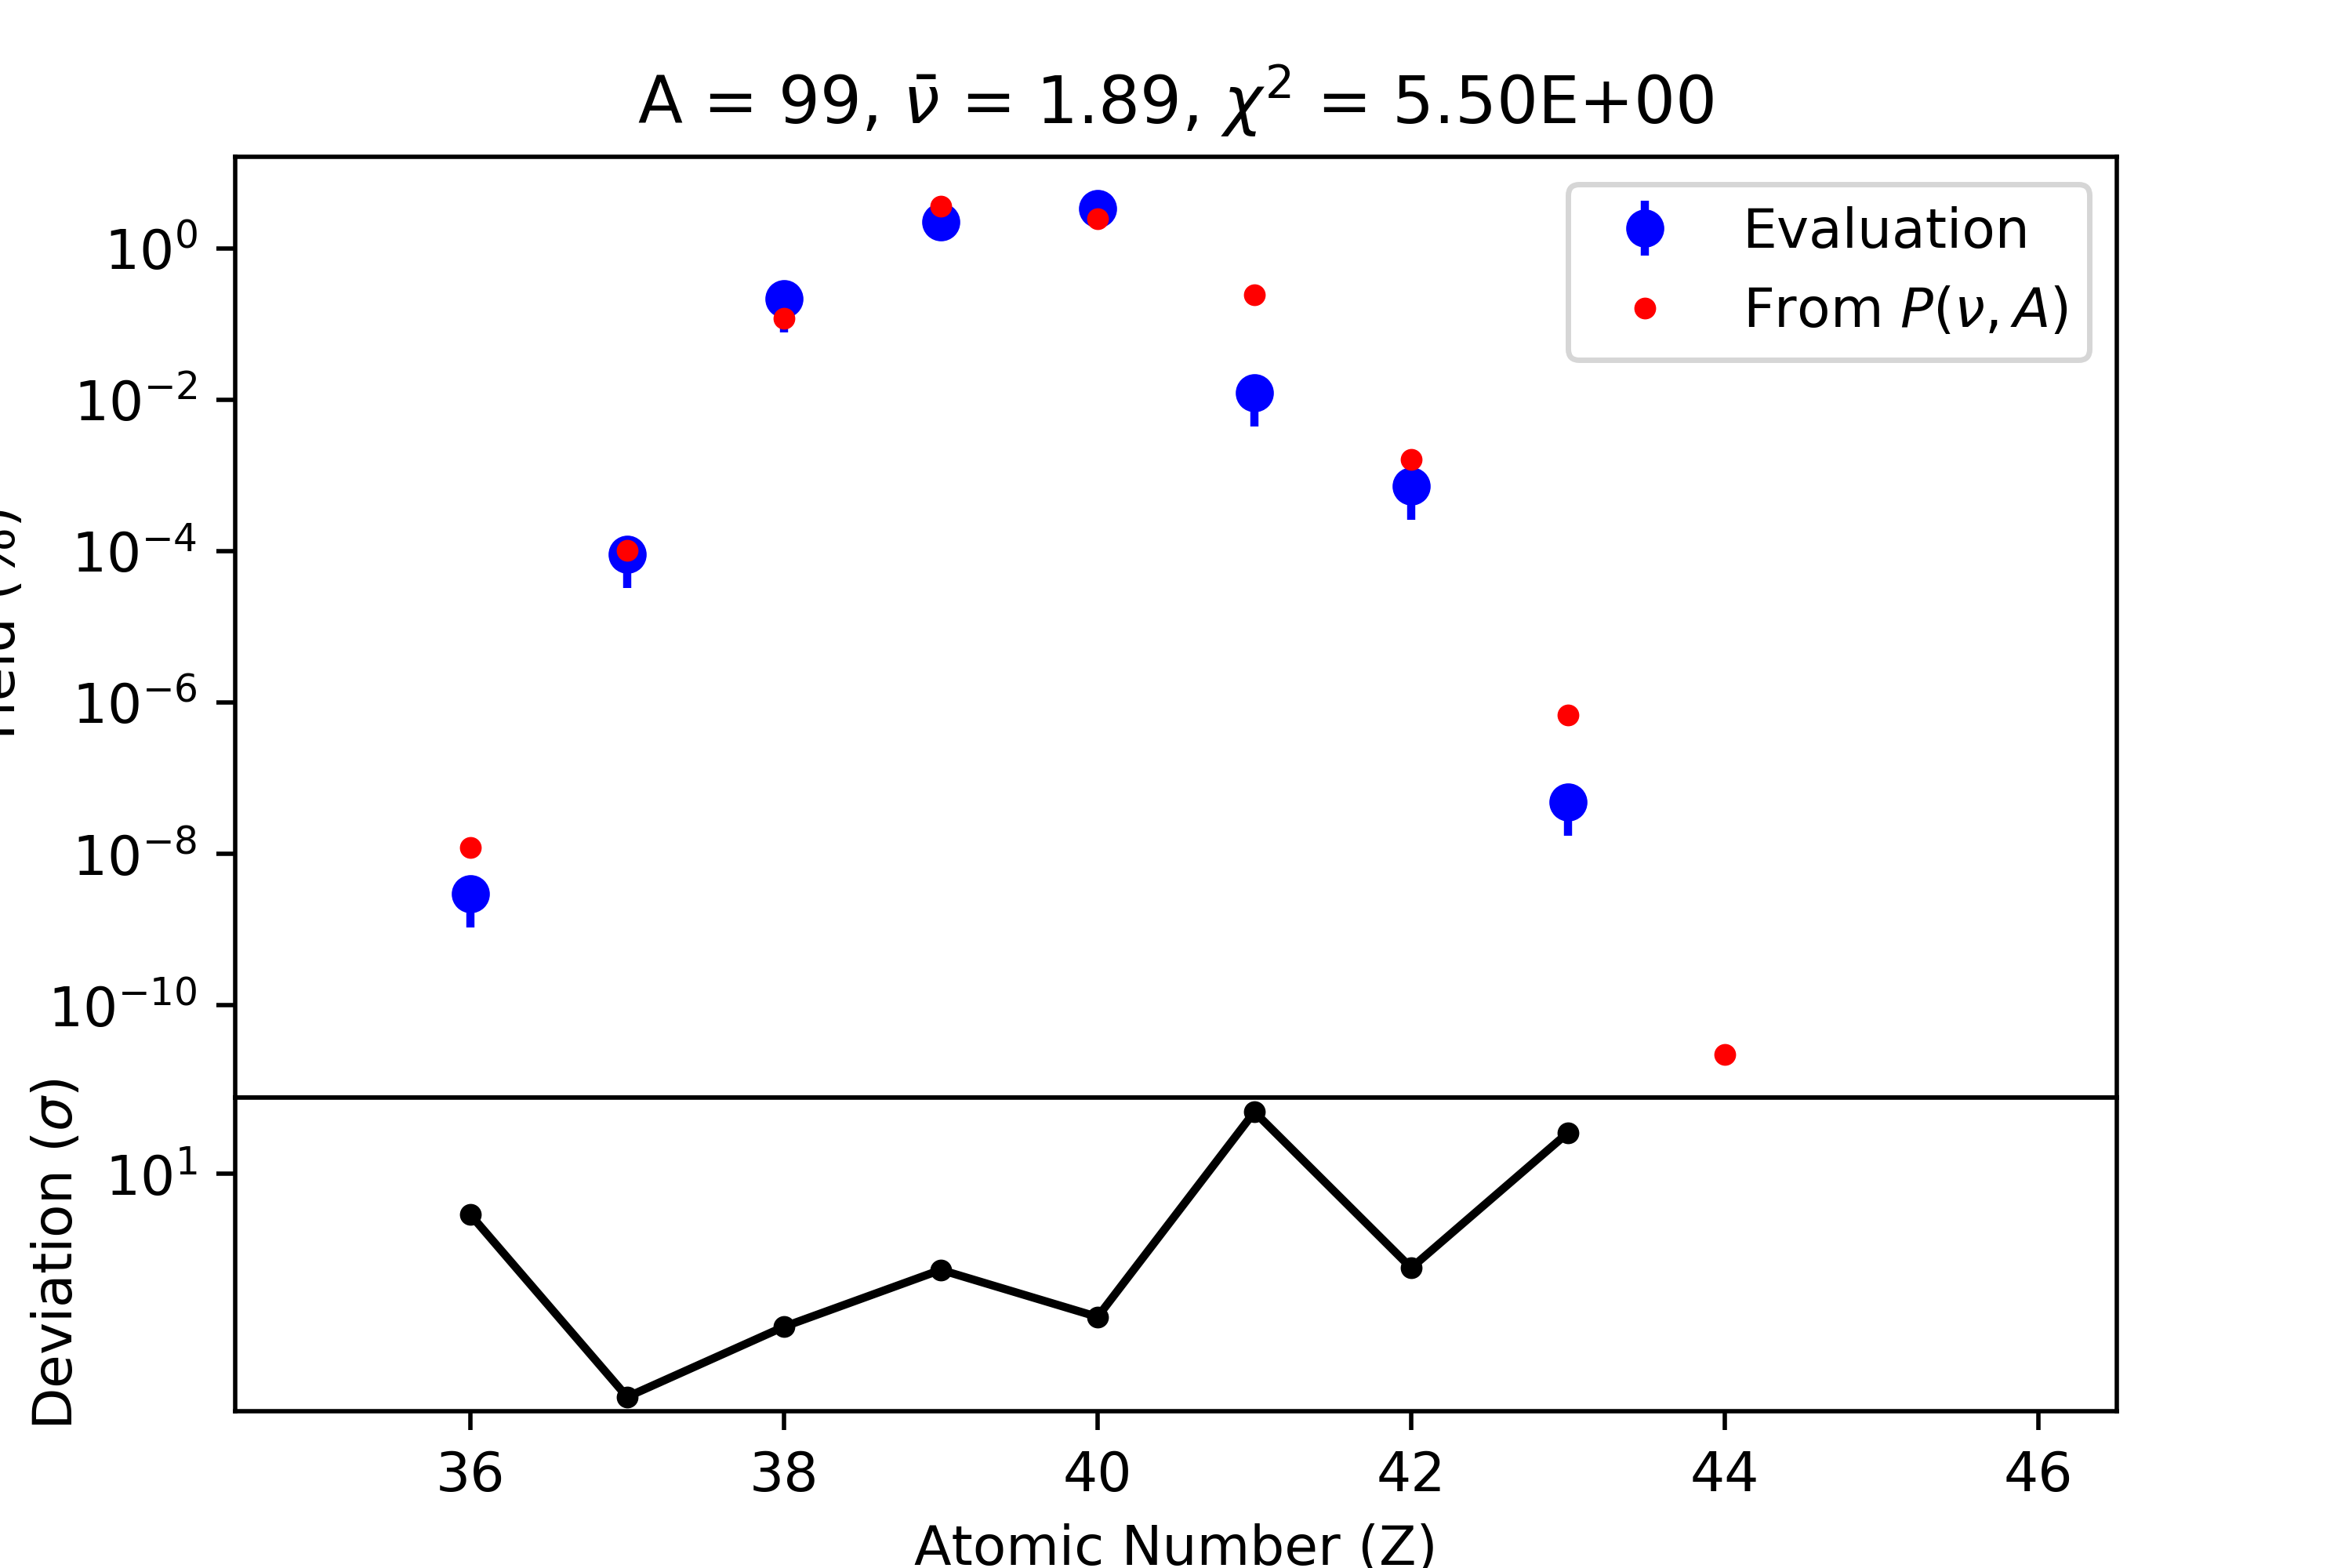 A = 99, ν̄ = 1.89, χ² = 5.50E+00
Evaluation
From P(ν, A)
10⁰
10⁻²
10⁻⁴
10⁻⁶
10⁻⁸
10⁻¹⁰
(%)
10¹
Deviation (σ)
36 38 40 42 44 46
Atomic Number (Z)